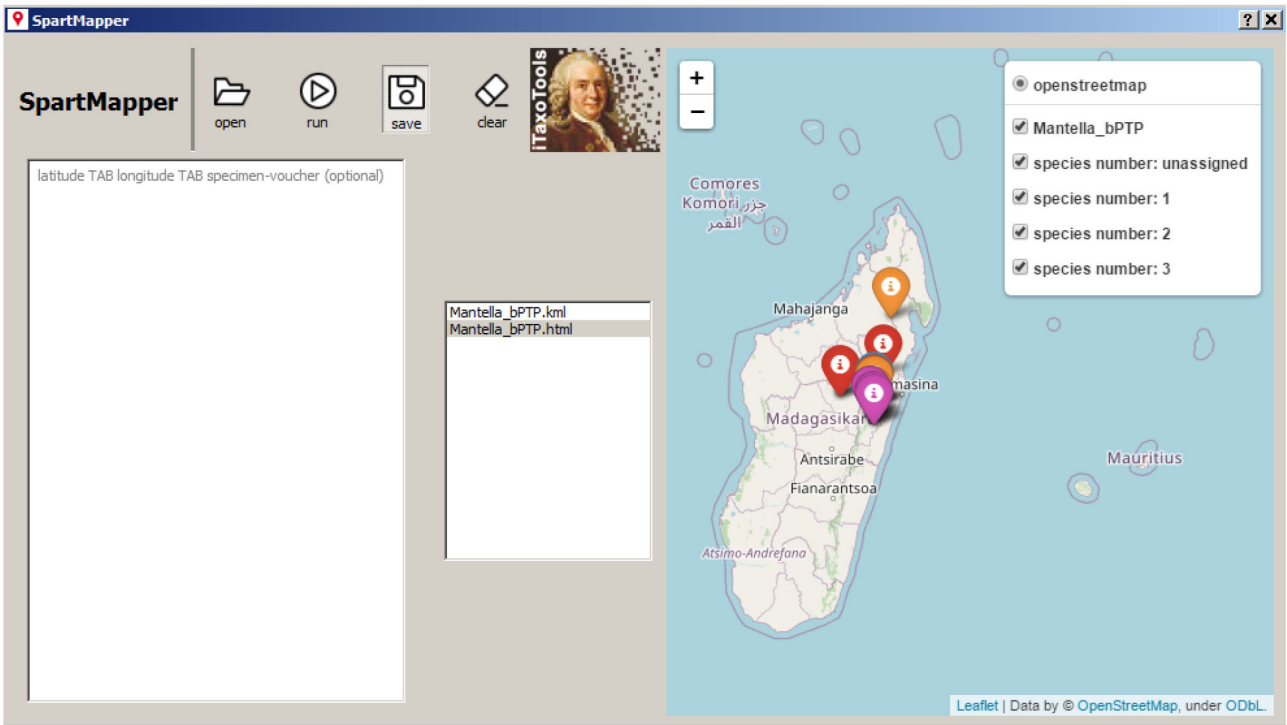 SpartMapper
? X
SpartMapper
open
run
save
clear
iTaxoTools
latitude TAB longitude TAB specimen-voucher (optional)
Mantella_bPTP.kml
Mantella_bPTP.html
+
−
openstreetmap
Mantella_bPTP
species number: unassigned
species number: 1
species number: 2
species number: 3
Comores
Komori جزر
القمر
Mahajanga
masina
Madagasikar
Antsirabe
Fianarantsoa
Atsimo-Andrefana
Mauritius
Leaflet | Data by © OpenStreetMap, under ODbL.